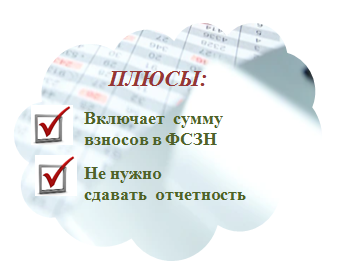 ПЛЮСЫ:
Включает сумму
взносов в ФСЗН
Не нужно
сдавать отчетность